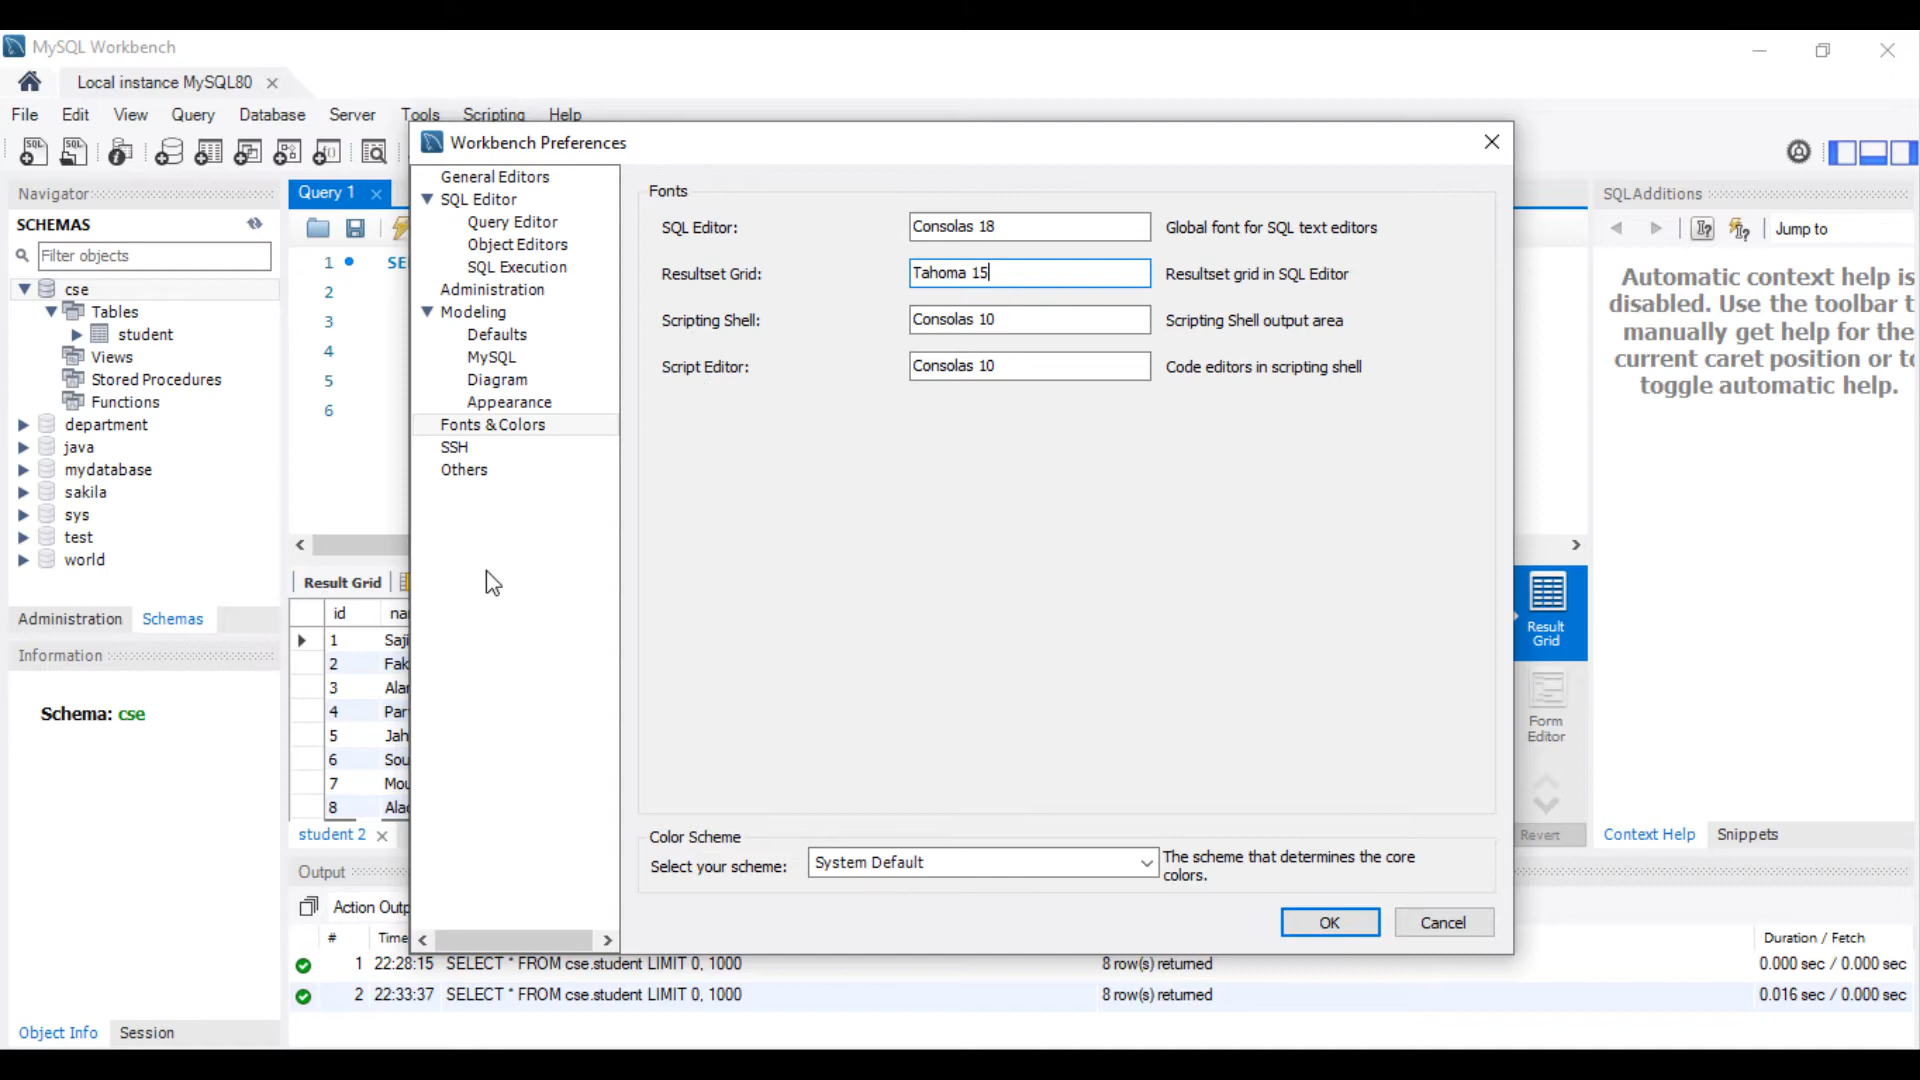 MySQL Workbench
Local instance MySQL80
File Edit View Query Database Server Tools Scripting Help
Navigator
SCHEMAS
Filter objects
cse
Tables
student
Views
Stored Procedures
Functions
department
java
mydatabase
sakila
sys
test
world
Administration Schemas
Information
Schema: cse
Object Info Session
Query 1
1
2
3
4
5
6
SE
Result Grid
id na
1 Saji
2 Fak
3 Alar
4 Par
5 Jah
6 Sou
7 Mou
8 Alac
student 2
Workbench Preferences
General Editors
SQL Editor
Query Editor
Object Editors
SQL Execution
Administration
Modeling
Defaults
MySQL
Diagram
Appearance
Fonts & Colors
SSH
Others
Fonts
SQL Editor: Consolas 18 Global font for SQL text editors
Resultset Grid: Tahoma 15 Resultset grid in SQL Editor
Scripting Shell: Consolas 10 Scripting Shell output area
Script Editor: Consolas 10 Code editors in scripting shell
Color Scheme
Select your scheme: System Default The scheme that determines the core
colors.
OK Cancel
Result
Grid
Form
Editor
Revert
SQLAdditions
Jump to
Automatic context help is
disabled. Use the toolbar t
manually get help for the
current caret position or to
toggle automatic help.
Context Help Snippets
Output
Action Outp
# Time Duration / Fetch
1 22:28:15 SELECT * FROM cse.student LIMIT 0, 1000 8 row(s) returned 0.000 sec / 0.000 sec
2 22:33:37 SELECT * FROM cse.student LIMIT 0, 1000 8 row(s) returned 0.016 sec / 0.000 sec